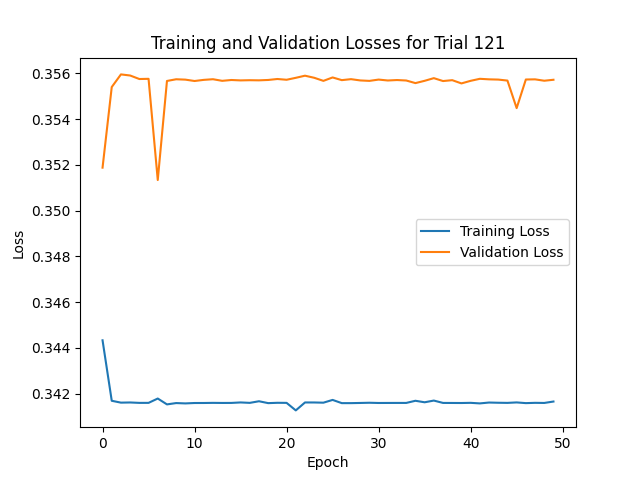 Training and Validation Losses for Trial 121
0.356
0.354
0.352
0.350
0.348
0.346
0.344
0.342
Loss
Training Loss
Validation Loss
0 10 20 30 40 50
Epoch